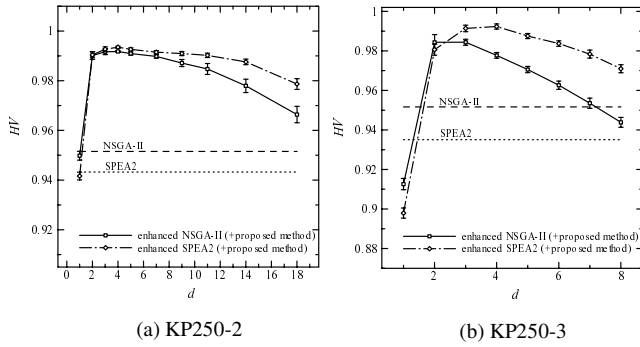 1
0.98
0.96
0.94
0.92
HV
NSGA-II
SPEA2
enhanced NSGA-II (+proposed method)
enhanced SPEA2 (+proposed method)
0 2 4 6 8 10 12 14 16 18
d
(a) KP250-2
1
0.98
0.96
0.94
0.92
0.9
0.88
HV
NSGA-II
SPEA2
enhanced NSGA-II (+proposed method)
enhanced SPEA2 (+proposed method)
2 4 6 8
d
(b) KP250-3